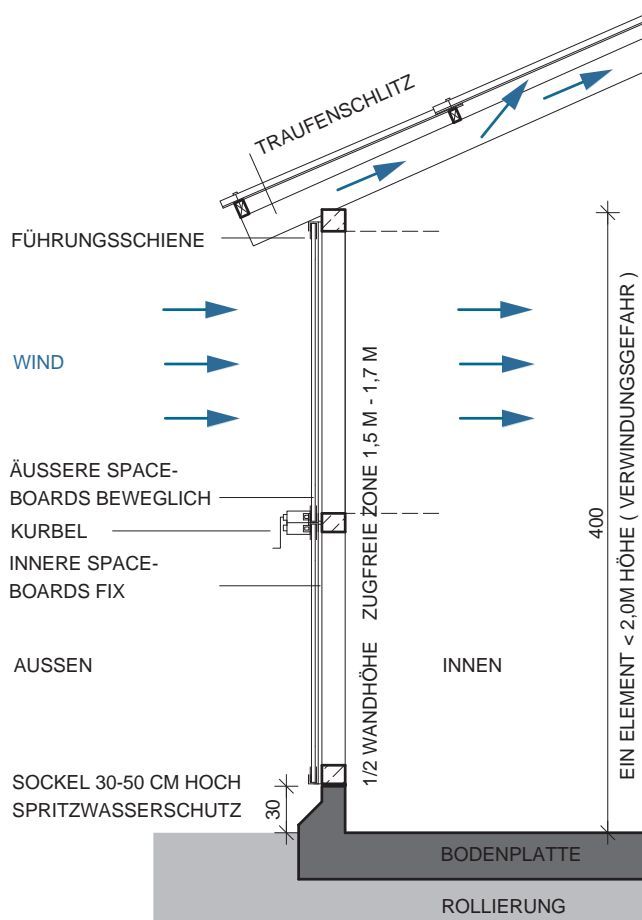 TRAUFENSCHLITZ
FÜHRUNGSSCHIENE
WIND
ÄUSSERE SPACE-
BOARDS BEWEGLICH
KURBEL
INNERE SPACE-
BOARDS FIX
AUSSEN
INNEN
1/2 WANDHÖHE ZUGFREIE ZONE 1,5 M - 1,7 M
400
EIN ELEMENT < 2,0M HÖHE ( VERWINDUNGSGEFAHR )
SOCKEL 30-50 CM HOCH
SPRITZWASSERSCHUTZ
30
BODENPLATTE
ROLLIERUNG